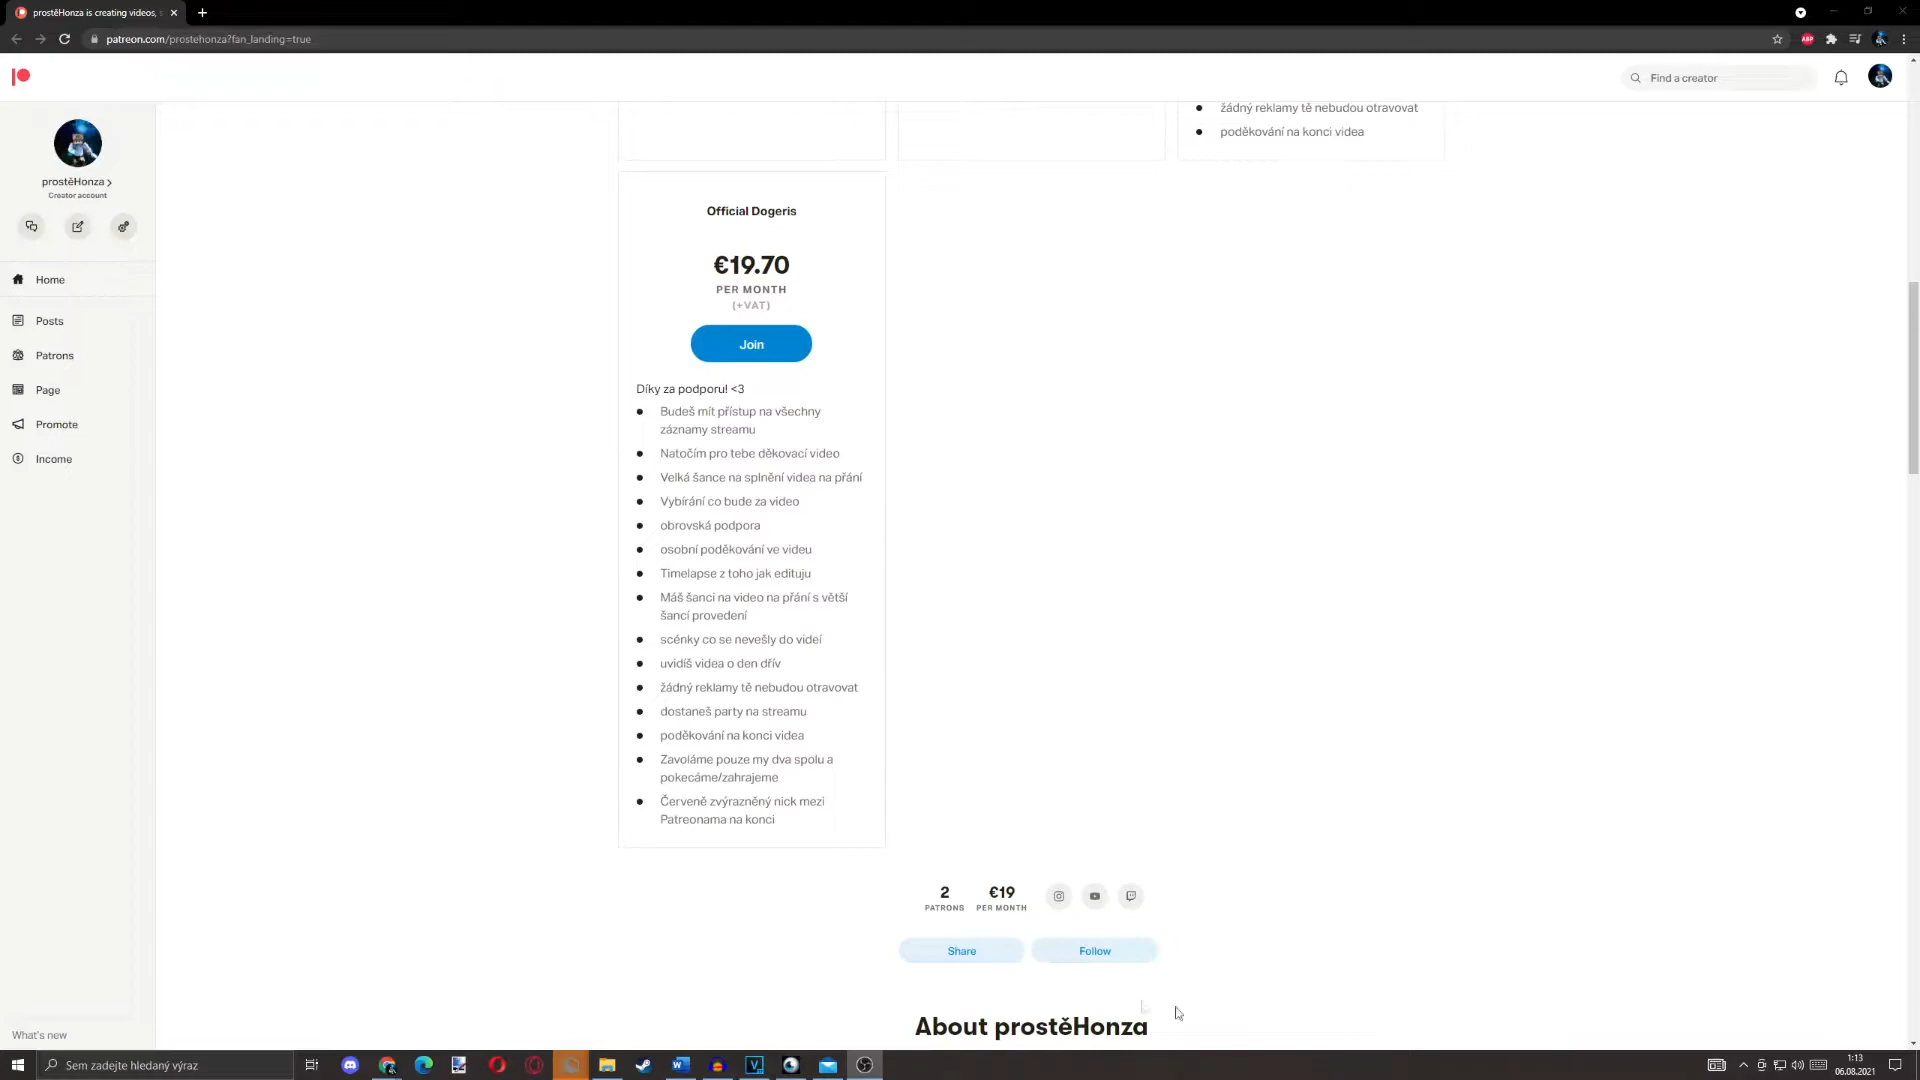 prostěHonza is creating videos, s
patreon.com/prostehonza?fan_landing=true
ABP
Find a creator
prostěHonza
Creator account
Home
Posts
Patrons
Page
Promote
Income
What's new
žádný reklamy tě nebudou otravovat
poděkování na konci videa
Official Dogeris
€19.70
PER MONTH
(+VAT)
Join
Díky za podporu! <3
Budeš mít přístup na všechny
záznamy streamu
Natočím pro tebe děkovací video
Velká šance na splnění videa na přání
Vybírání co bude za video
obrovská podpora
osobní poděkování ve videu
Timelapse z toho jak edituju
Máš šanci na video na přání s větší
šancí provedení
scénky co se nevešly do videí
uvidíš videa o den dřív
žádný reklamy tě nebudou otravovat
dostaneš party na streamu
poděkování na konci videa
Zavoláme pouze my dva spolu a
pokecáme/zahrajeme
Červeně zvýrazněný nick mezi
Patreonama na konci
2 €19
PATRONS PER MONTH
Share Follow
About prostěHonza
Sem zadejte hledaný výraz
1:13
06.08.2021